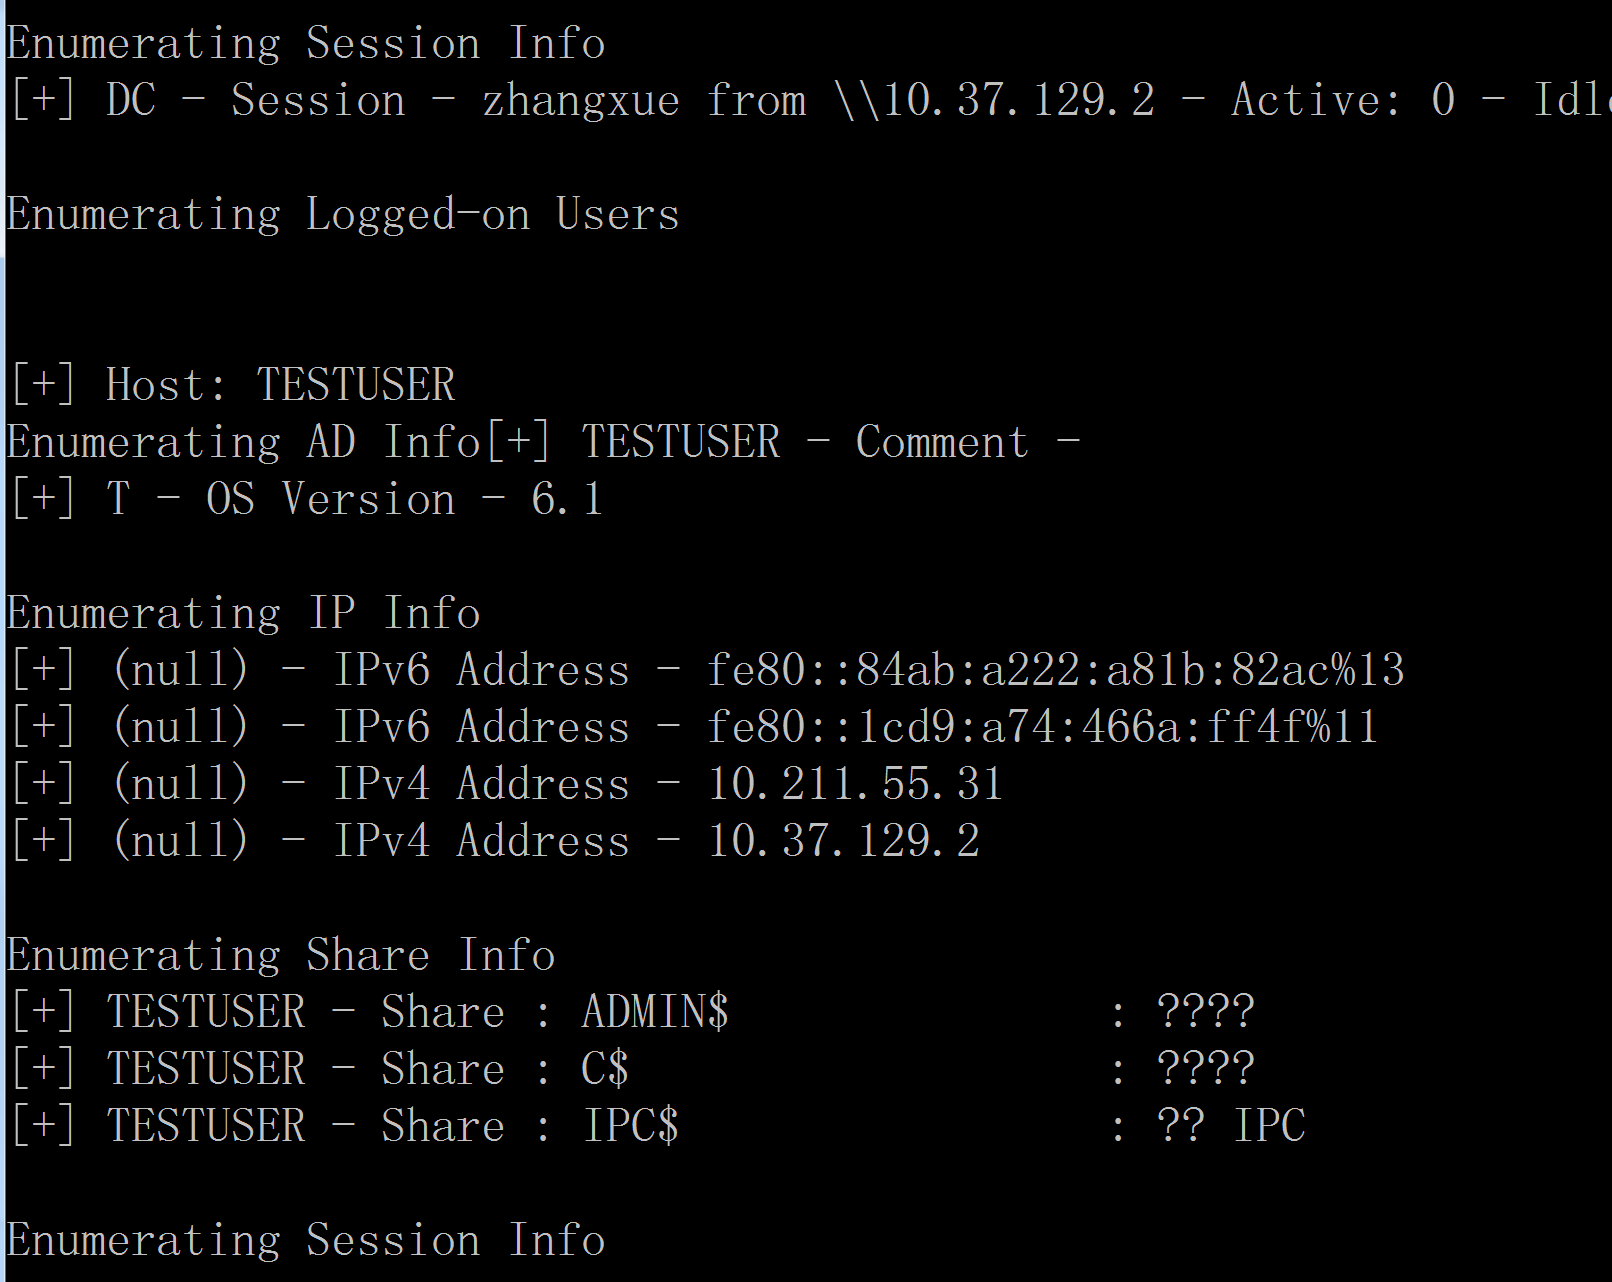 Enumerating Session Info
[+] DC - Session - zhangxue from \\10.37.129.2 - Active: 0 - Idle
Enumerating Logged-on Users
[+] Host: TESTUSER
Enumerating AD Info[+] TESTUSER - Comment -
[+] T - OS Version - 6.1
Enumerating IP Info
[+] (null) - IPv6 Address - fe80::84ab:a222:a81b:82ac%13
[+] (null) - IPv6 Address - fe80::1cd9:a74:466a:ff4f%11
[+] (null) - IPv4 Address - 10.211.55.31
[+] (null) - IPv4 Address - 10.37.129.2
Enumerating Share Info
[+] TESTUSER - Share : ADMIN$ : ????
[+] TESTUSER - Share : C$ : ????
[+] TESTUSER - Share : IPC$ : ?? IPC
Enumerating Session Info